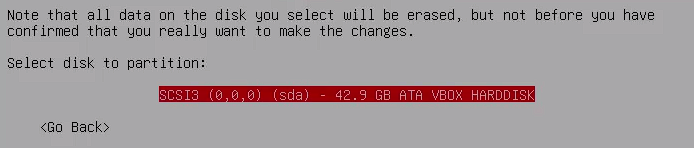 Note that all data on the disk you select will be erased, but not before you have
confirmed that you really want to make the changes.
Select disk to partition:
SCSI3 (0,0,0) (sda) - 42.9 GB ATA VBOX HARDDISK
<Go Back>